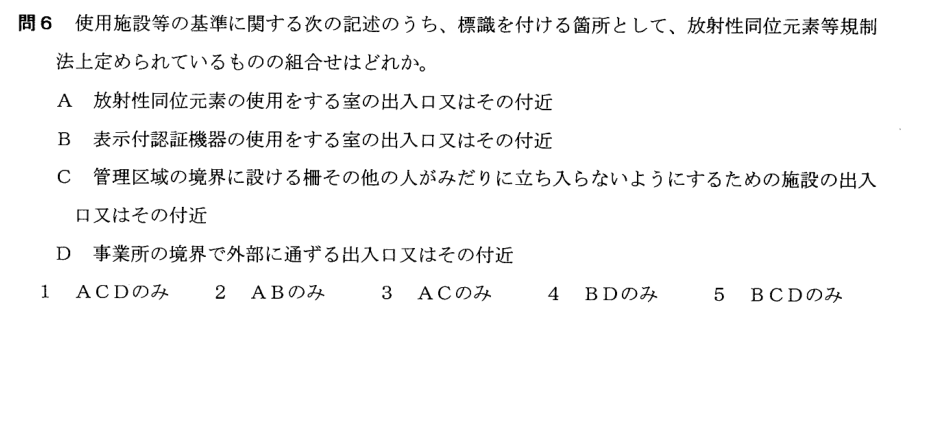 問6　使用施設等の基準に関する次の記述のうち、標識を付ける箇所として、放射性同位元素等規制
法上定められているものの組合せはどれか。
A　放射性同位元素の使用をする室の出入口又はその付近
B　表示付認証機器の使用をする室の出入口又はその付近
C　管理区域の境界に設ける柵その他の人がみだりに立ち入らないようにするための施設の出入
口又はその付近
D　事業所の境界で外部に通ずる出入口又はその付近
1　ACDのみ　　2　ABのみ　　3　ACのみ　　4　BDのみ　　5　BCDのみ